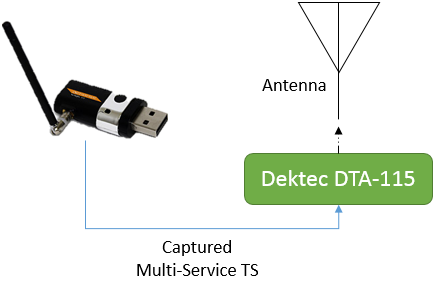 Antenna
Dektec DTA-115
Captured
Multi-Service TS